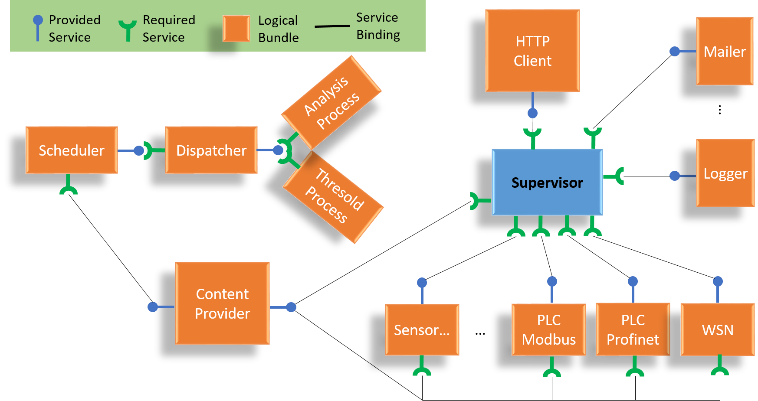 Provided
Service
Required
Service
Logical
Bundle
Service
Binding
HTTP
Client
Mailer
...
Analysis
Process
Scheduler
Dispatcher
Thresold
Process
Supervisor
Logger
Content
Provider
Sensor...
...
PLC
Modbus
PLC
Profinet
WSN